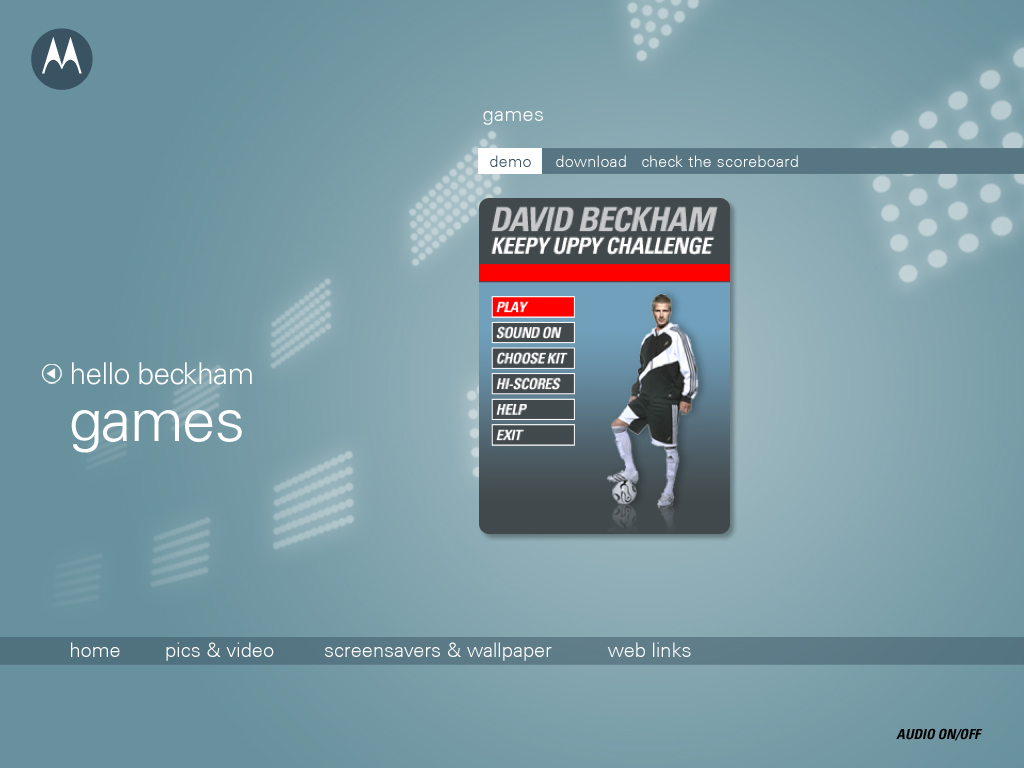 games
demo download check the scoreboard
DAVID BECKHAM
KEEPY UPPY CHALLENGE
PLAY
SOUND ON
CHOOSE KIT
HI-SCORES
HELP
EXIT
hello beckham
games
home pics & video screensavers & wallpaper web links
AUDIO ON/OFF